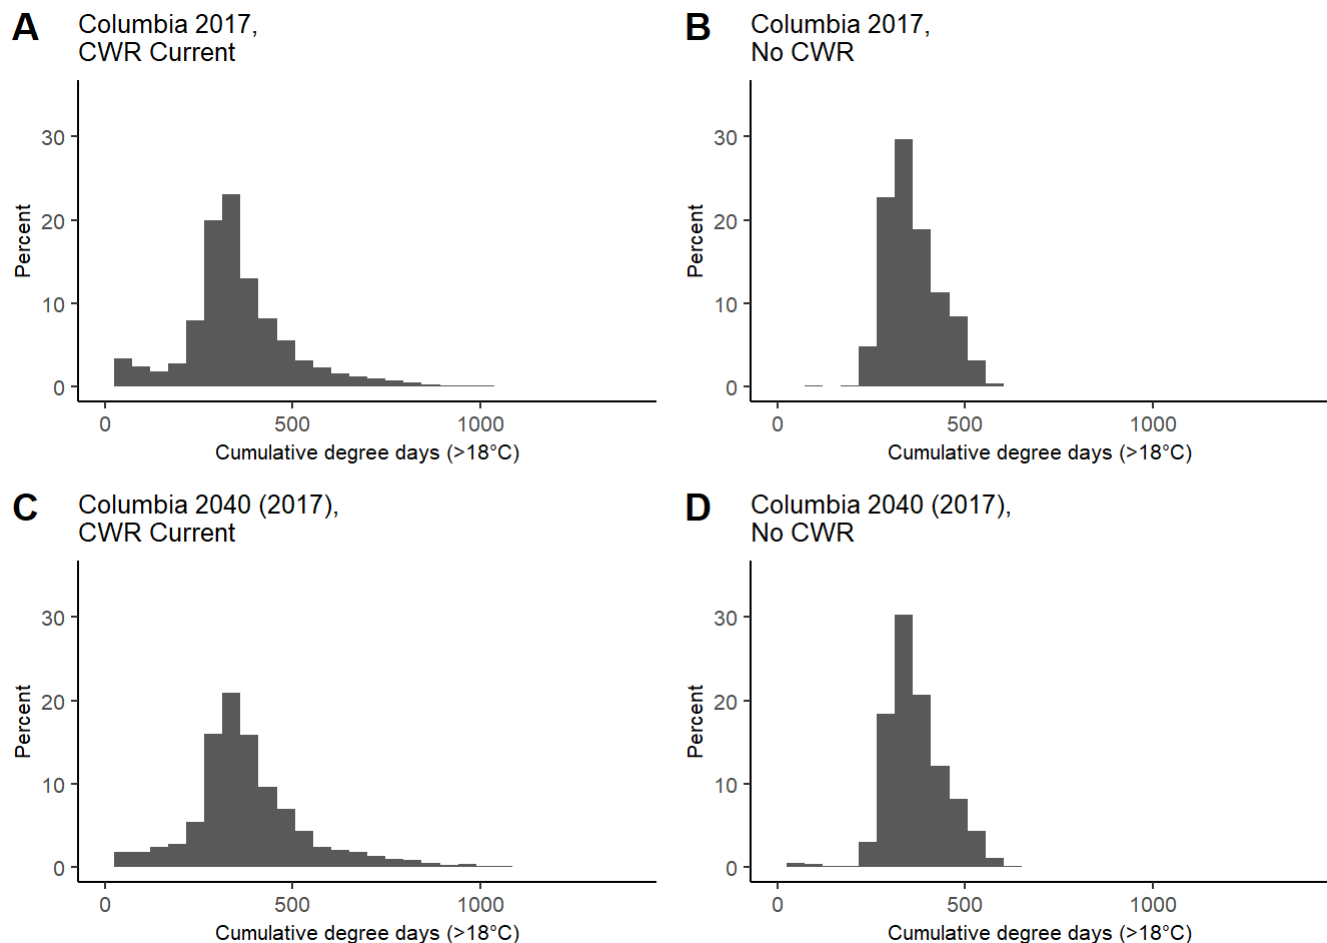 A Columbia 2017,
CWR Current
30
20
10
0
Percent
0 500 1000
Cumulative degree days (>18°C)
B Columbia 2017,
No CWR
30
20
10
0
Percent
0 500 1000
Cumulative degree days (>18°C)
C Columbia 2040 (2017),
CWR Current
30
20
10
0
Percent
0 500 1000
Cumulative degree days (>18°C)
D Columbia 2040 (2017),
No CWR
30
20
10
0
Percent
0 500 1000
Cumulative degree days (>18°C)